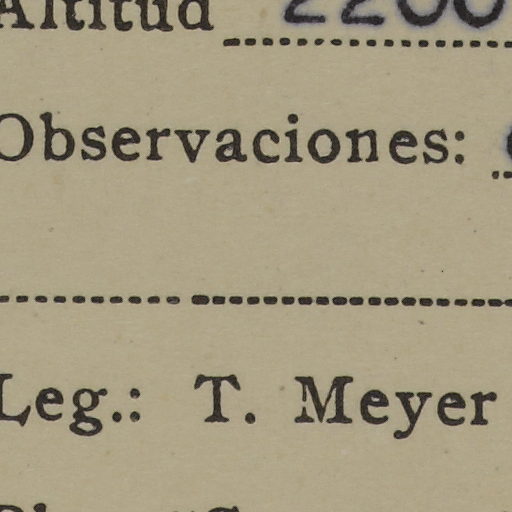 Altitud 2200
Observaciones:
Leg.: T. Meyer